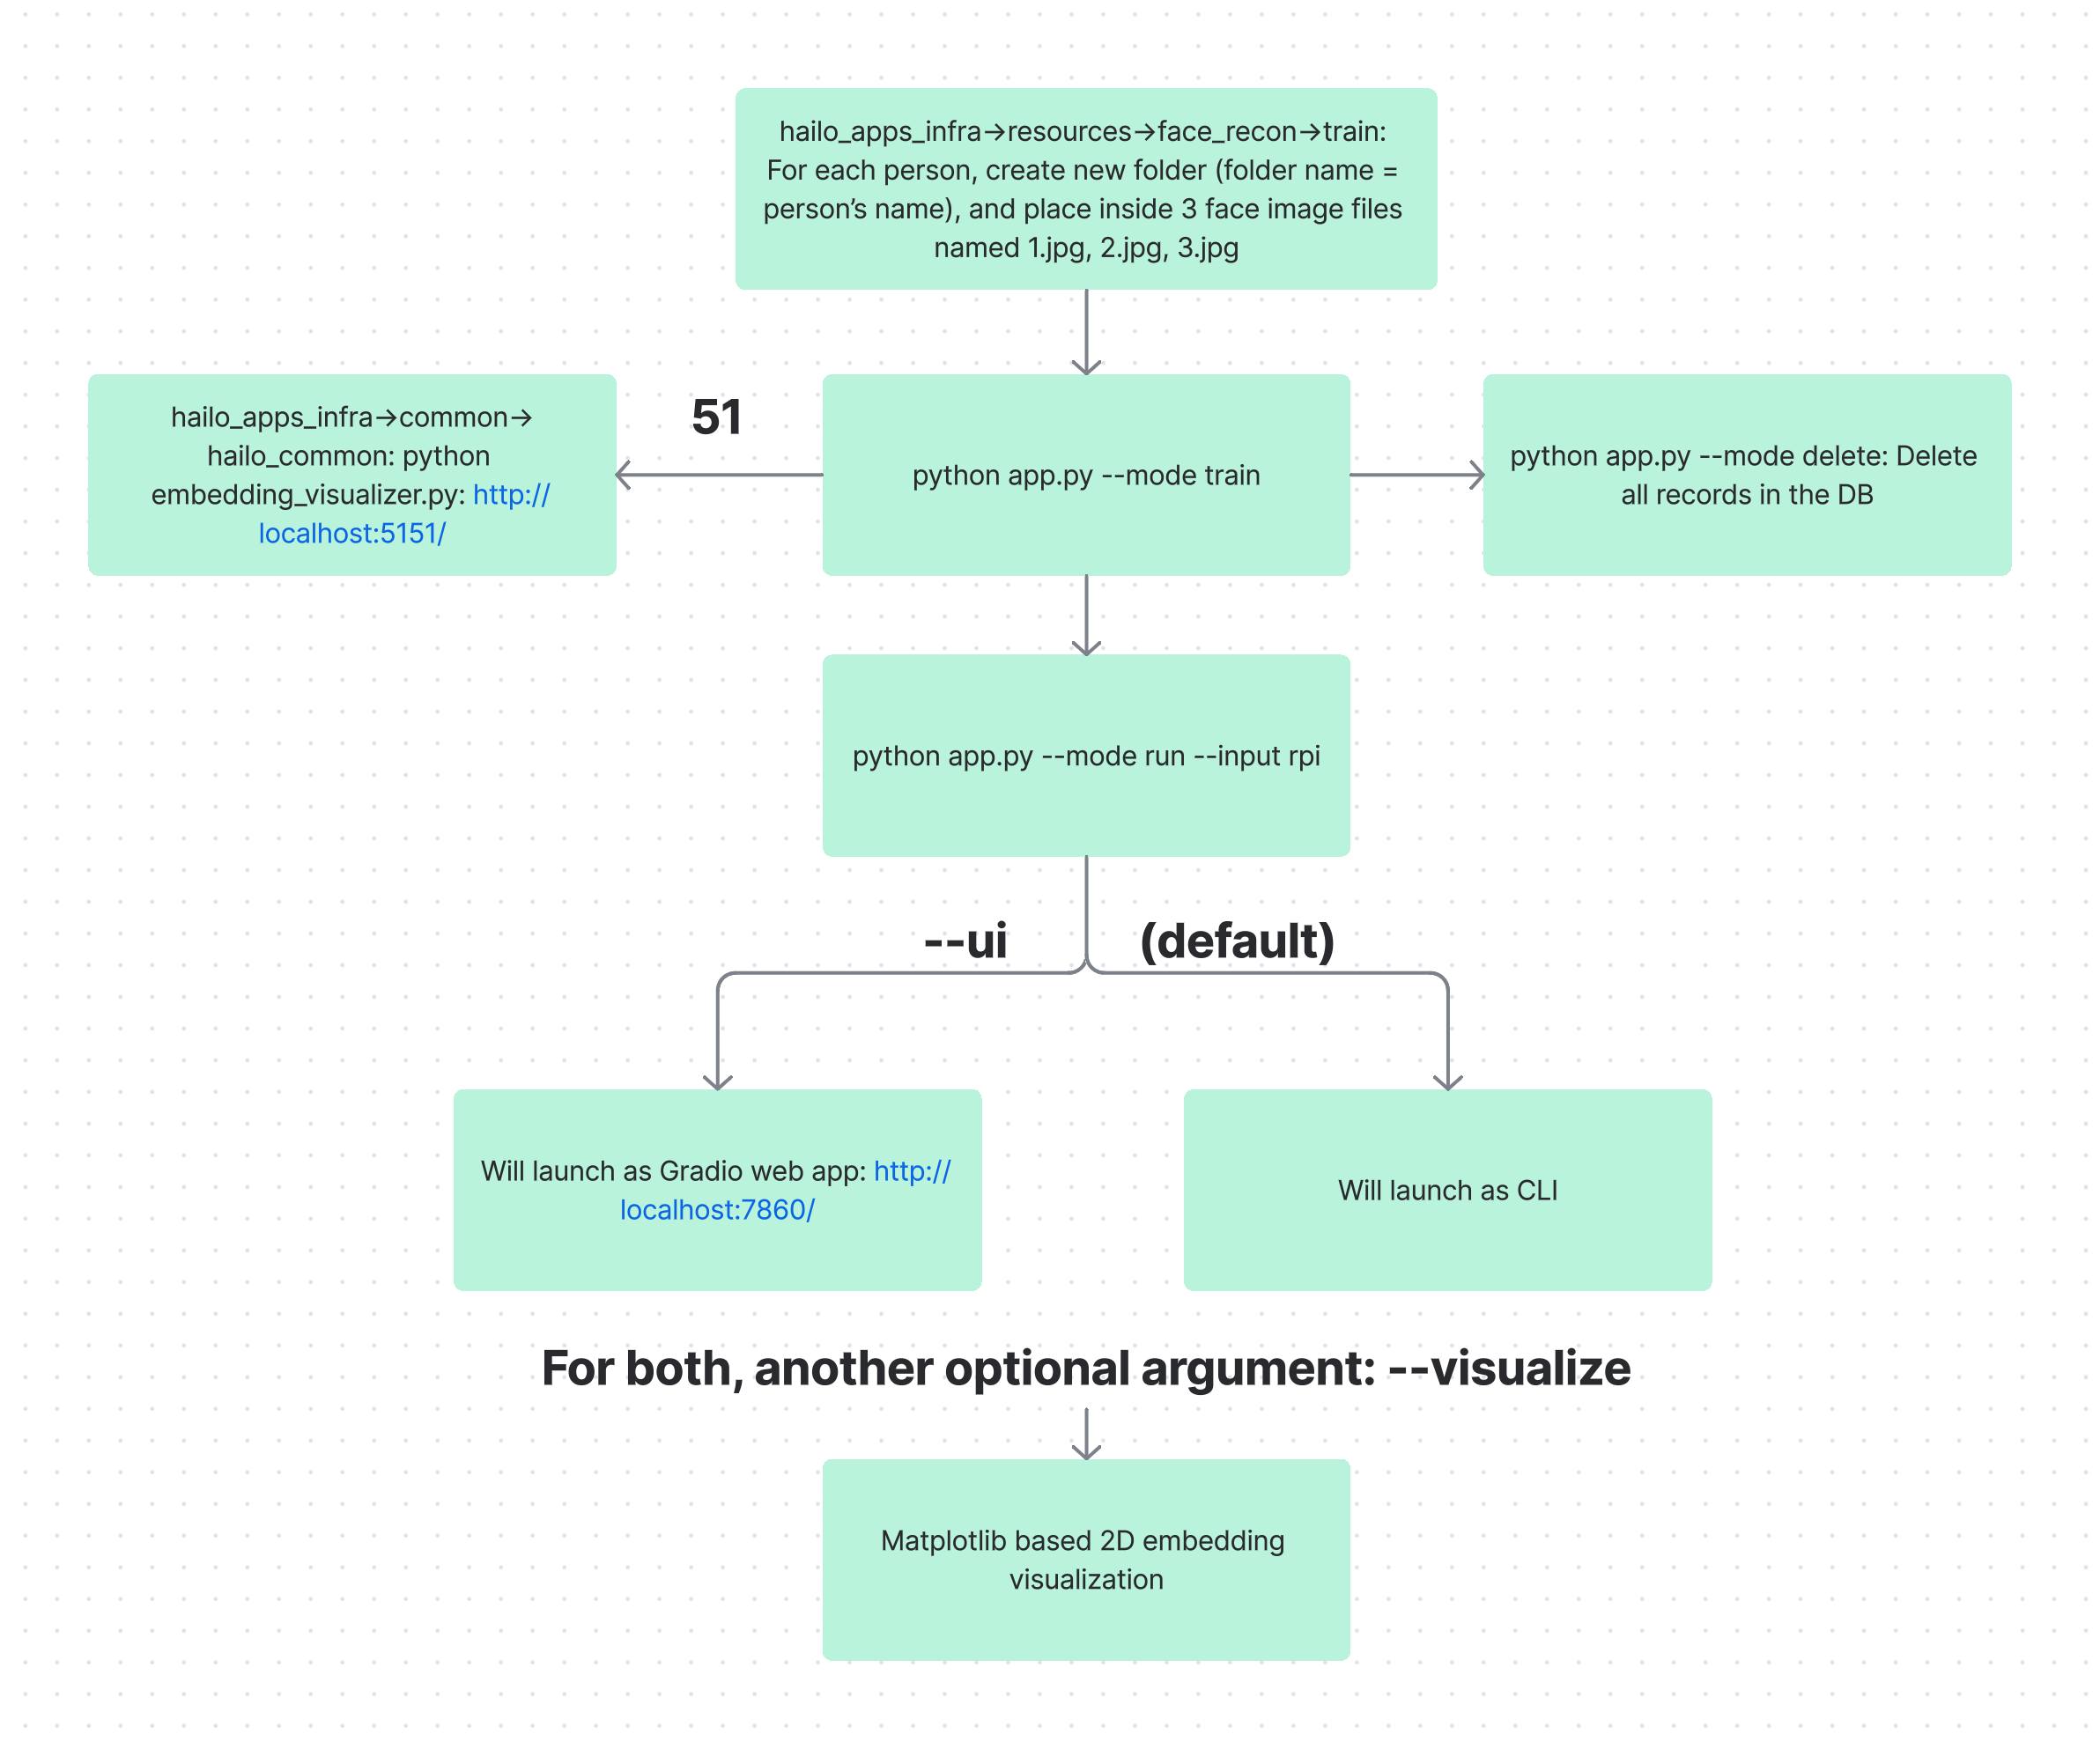 hailo_apps_infra→resources→face_recon→train:
For each person, create new folder (folder name =
person’s name), and place inside 3 face image files
named 1.jpg, 2.jpg, 3.jpg
hailo_apps_infra→common→
hailo_common: python
embedding_visualizer.py: http://
localhost:5151/
51
python app.py --mode train
python app.py --mode delete: Delete
all records in the DB
python app.py --mode run --input rpi
--ui
(default)
Will launch as Gradio web app: http://
localhost:7860/
Will launch as CLI
For both, another optional argument: --visualize
Matplotlib based 2D embedding
visualization